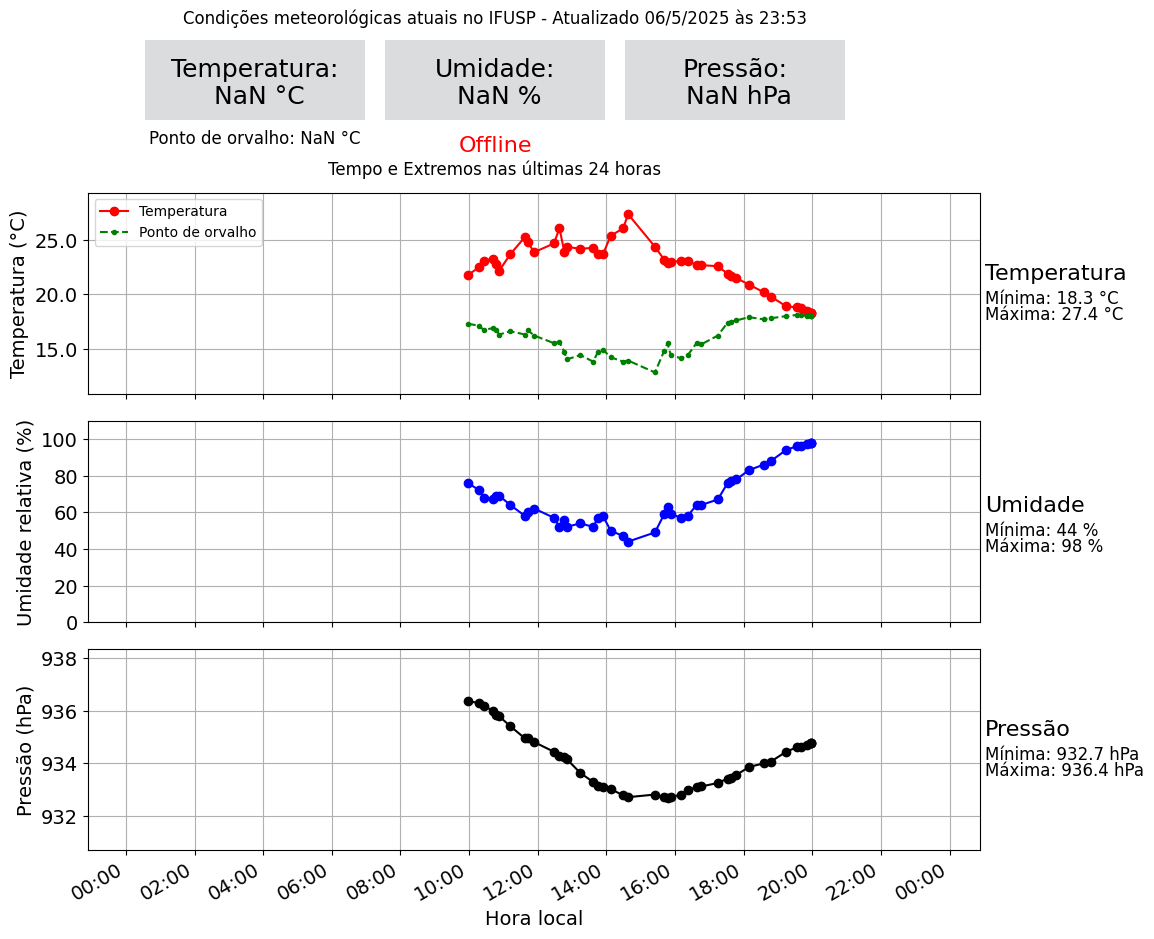 Condições meteorológicas atuais no IFUSP - Atualizado 06/5/2025 às 23:53
Temperatura:
NaN °C
Umidade:
NaN %
Pressão:
NaN hPa
Ponto de orvalho: NaN °C
Offline
Tempo e Extremos nas últimas 24 horas
Temperatura (°C)
25.0
20.0
15.0
Temperatura
Ponto de orvalho
Temperatura
Mínima: 18.3 °C
Máxima: 27.4 °C
Umidade relativa (%)
100
80
60
40
20
0
Umidade
Mínima: 44 %
Máxima: 98 %
Pressão (hPa)
938
936
934
932
Pressão
Mínima: 932.7 hPa
Máxima: 936.4 hPa
00:00
02:00
04:00
06:00
08:00
10:00
12:00
14:00
16:00
18:00
20:00
22:00
00:00
Hora local